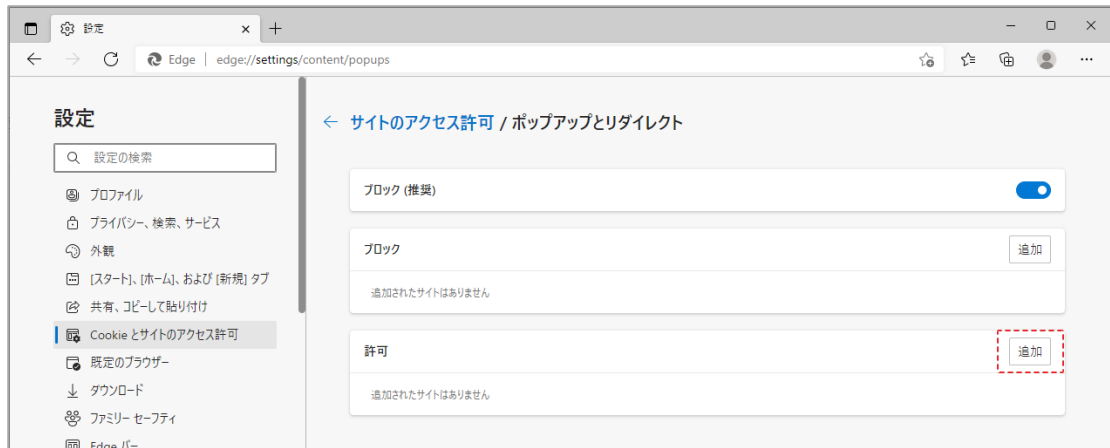 設定
Edge | edge://settings/content/popups
設定
設定の検索
プロファイル
プライバシー、検索、サービス
外観
[スタート]、[ホーム]、および [新規] タブ
共有、コピーして貼り付け
Cookie とサイトのアクセス許可
既定のブラウザー
ダウンロード
ファミリー セーフティ
Edge バー
← サイトのアクセス許可 / ポップアップとリダイレクト
ブロック (推奨)
ブロック
追加
追加されたサイトはありません
許可
追加
追加されたサイトはありません